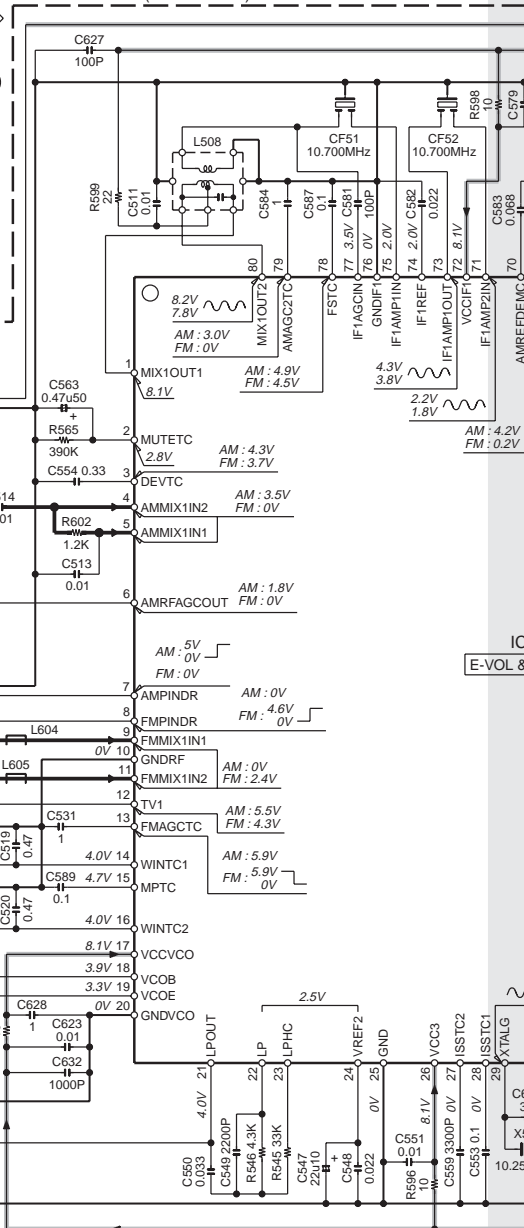 C627
100P
R598
10
C579
L508
CF51
10.700MHz
CF52
10.700MHz
R599
22
C511
0.01
C584
1
C587
0.1
C581
100P
C582
0.022
C583
0.068
3.5V
0V
2.0V
2.0V
8.1V
80
79
78
77
76
75
74
73
72
71
70
MIX1OUT2
AMAGC2TC
FSTC
IF1AGCIN
GNDIF1
IF1AMP1IN
IF1REF
IF1AMP1OUT
VCCIF1
IF1AMP2IN
AMREFDEMC
8.2V
7.8V
AM : 3.0V
FM : 0V
AM : 4.9V
FM : 4.5V
4.3V
3.8V
2.2V
1.8V
AM : 4.2V
FM : 0.2V
1
MIX1OUT1
8.1V
C563
0.47u50
+
R565
390K
2
MUTETC
2.8V
C554 0.33
3
DEVTC
AM : 4.3V
FM : 3.7V
514
01
4
AMMIX1IN2
AM : 3.5V
FM : 0V
R602
1.2K
5
AMMIX1IN1
C513
0.01
6
AMRFAGCOUT
AM : 1.8V
FM : 0V
AM : 5V
0V
FM : 0V
IC
E-VOL &
7
AMPINDR
AM : 0V
FM : 4.6V
0V
8
FMPINDR
L604
9
FMMIX1IN1
0V 10
GNDRF
L605
11
FMMIX1IN2
AM : 0V
FM : 2.4V
12
TV1
AM : 5.5V
FM : 4.3V
C531
1
13
FMAGCTC
C519
0.47
4.0V 14
WINTC1
AM : 5.9V
FM : 5.9V
0V
C589
0.1
4.7V 15
MPTC
C520
0.47
4.0V 16
WINTC2
8.1V 17
VCCVCO
3.9V 18
VCOB
3.3V 19
VCOE
0V 20
GNDVCO
C628
1
C623
0.01
C632
1000P
2.5V
LPOUT
LP
LPHC
VREF2
GND
VCC3
ISSTC2
ISSTC1
XTALG
21
22
23
24
25
26
27
28
29
4.0V
0V
8.1V
0V
0V
C550
0.033
C549 2200P
R546 4.3K
R545 33K
C547
22u10
+
C548
0.022
C551
0.01
R596
10
C559 3300P
C553 0.1
C6
3
X5
10.25